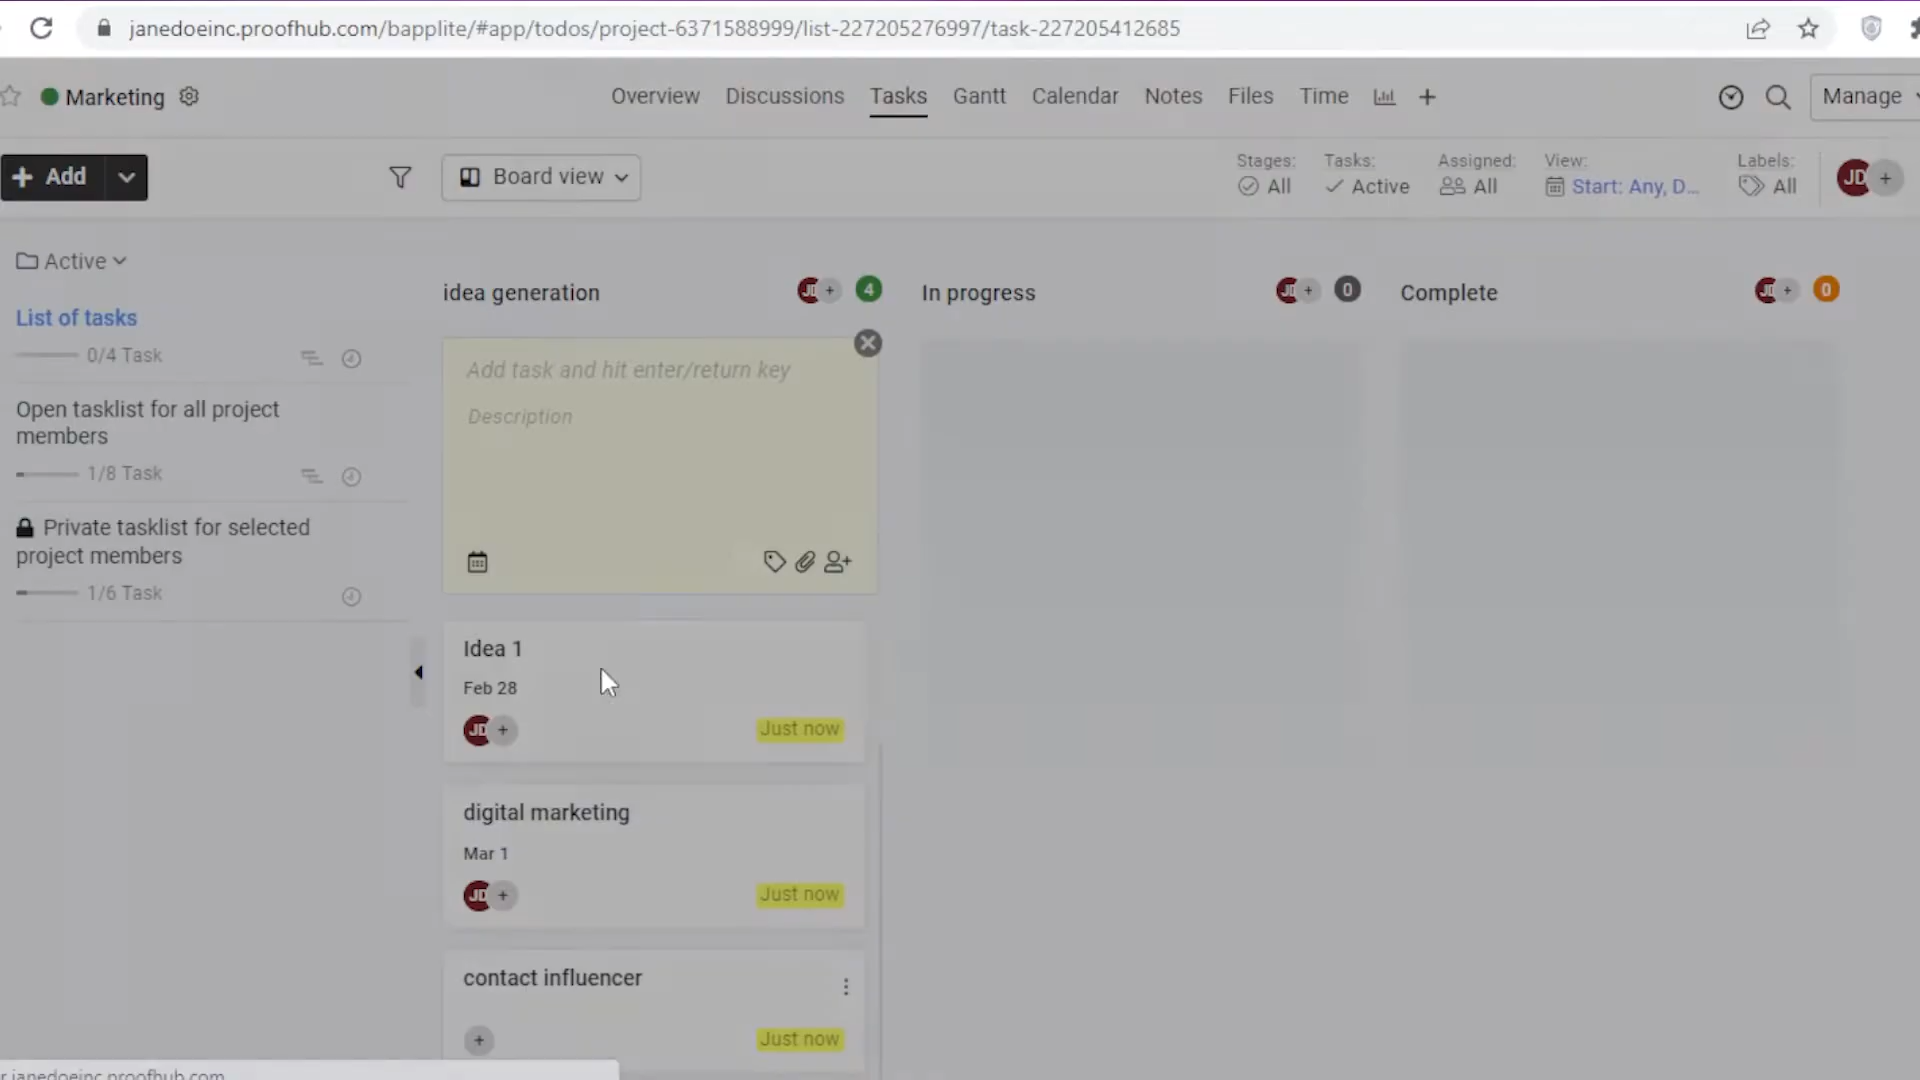 janedoeinc.proofhub.com/bapplite/#app/todos/project-6371588999/list-227205276997/task-227205412685
Marketing
Overview Discussions Tasks Gantt Calendar Notes Files Time
Manage
+ Add
Board view
Stages: All
Tasks: Active
Assigned: All
View: Start: Any, D...
Labels: All
JD +
Active
List of tasks
0/4 Task
Open tasklist for all project
members
1/8 Task
Private tasklist for selected
project members
1/6 Task
idea generation
JD + 4
Add task and hit enter/return key
Description
Idea 1
Feb 28
JD + Just now
digital marketing
Mar 1
JD + Just now
contact influencer
+ Just now
In progress
JD + 0
Complete
JD + 0
janedoeinc.proofhub.com